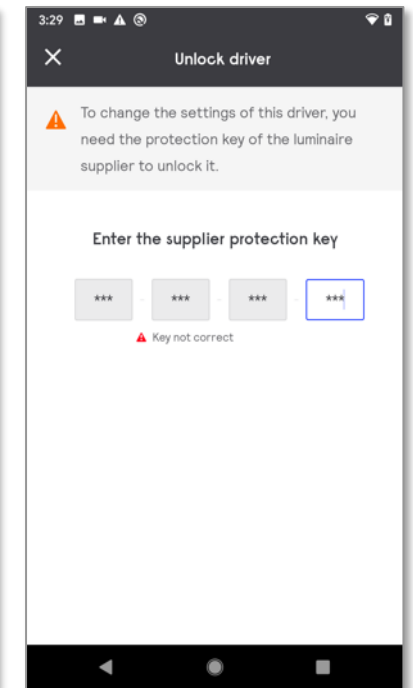 3:29
Unlock driver
To change the settings of this driver, you
need the protection key of the luminaire
supplier to unlock it.
Enter the supplier protection key
*** - *** - *** - ***
Key not correct